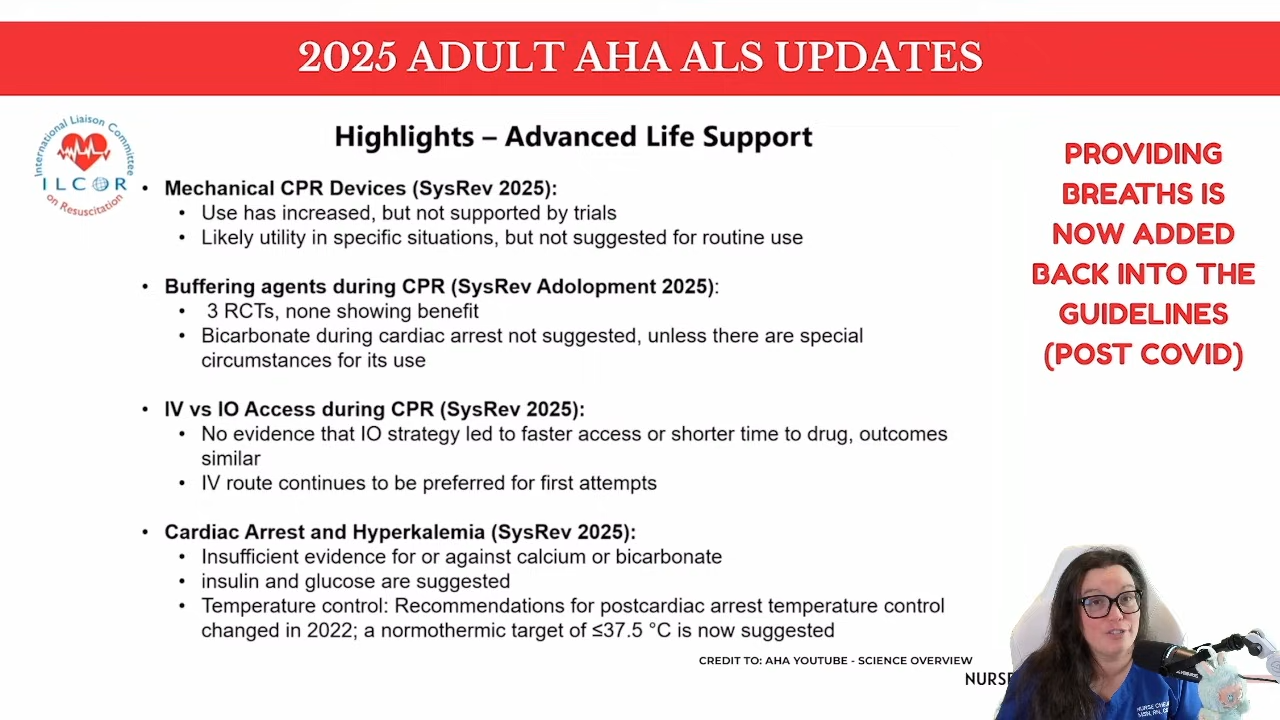 2025 ADULT AHA ALS UPDATES
International Liaison Committee
ILCOR
on Resuscitation
Highlights – Advanced Life Support
• Mechanical CPR Devices (SysRev 2025):
• Use has increased, but not supported by trials
• Likely utility in specific situations, but not suggested for routine use
• Buffering agents during CPR (SysRev Adolopment 2025):
• 3 RCTs, none showing benefit
• Bicarbonate during cardiac arrest not suggested, unless there are special
circumstances for its use
• IV vs IO Access during CPR (SysRev 2025):
• No evidence that IO strategy led to faster access or shorter time to drug, outcomes
similar
• IV route continues to be preferred for first attempts
• Cardiac Arrest and Hyperkalemia (SysRev 2025):
• Insufficient evidence for or against calcium or bicarbonate
• insulin and glucose are suggested
• Temperature control: Recommendations for postcardiac arrest temperature control
changed in 2022; a normothermic target of ≤37.5 °C is now suggested
PROVIDING
BREATHS IS
NOW ADDED
BACK INTO THE
GUIDELINES
(POST COVID)
CREDIT TO: AHA YOUTUBE - SCIENCE OVERVIEW
NURSE
NURSE
MSN, RN,